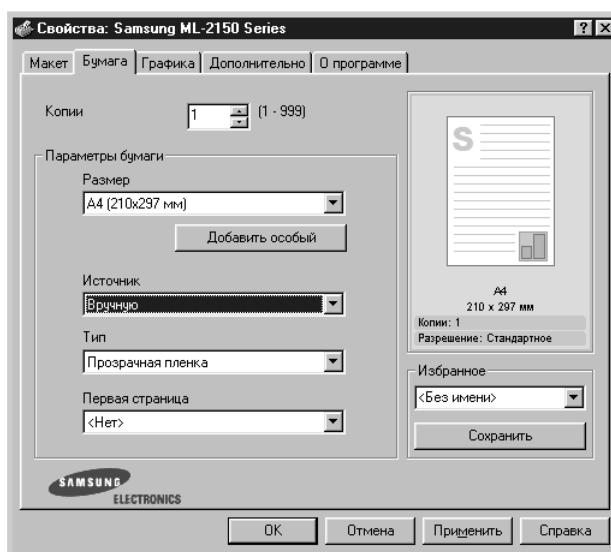 Свойства: Samsung ML-2150 Series
Макет Бумага Графика Дополнительно О программе
Копии 1 (1 - 999)
Параметры бумаги
Размер
A4 (210x297 мм)
Добавить особый
Источник
Вручную
Тип
Прозрачная пленка
Первая страница
<Нет>
S
A4
210 x 297 мм
Копии: 1
Разрешение: Стандартное
Избранное
<Без имени>
Сохранить
SAMSUNG
ELECTRONICS
OK Отмена Применить Справка